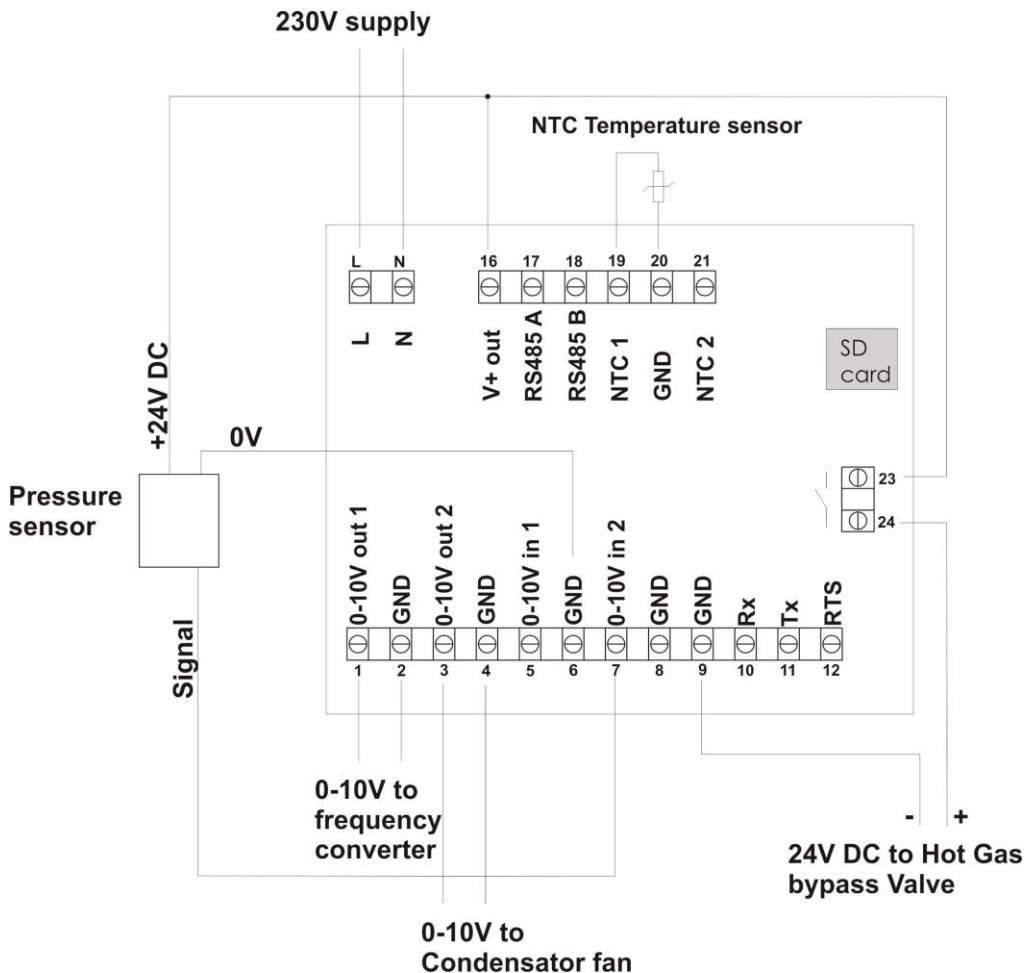 230V supply
NTC Temperature sensor
L
N
16
17
18
19
20
21
L
N
V+ out
RS485 A
RS485 B
NTC 1
GND
NTC 2
SD
card
+24V DC
0V
Pressure
sensor
23
24
0-10V out 1
GND
0-10V out 2
GND
0-10V in 1
GND
0-10V in 2
GND
GND
Rx
Tx
RTS
1
2
3
4
5
6
7
8
9
10
11
12
Signal
0-10V to
frequency
converter
- +
24V DC to Hot Gas
bypass Valve
0-10V to
Condensator fan